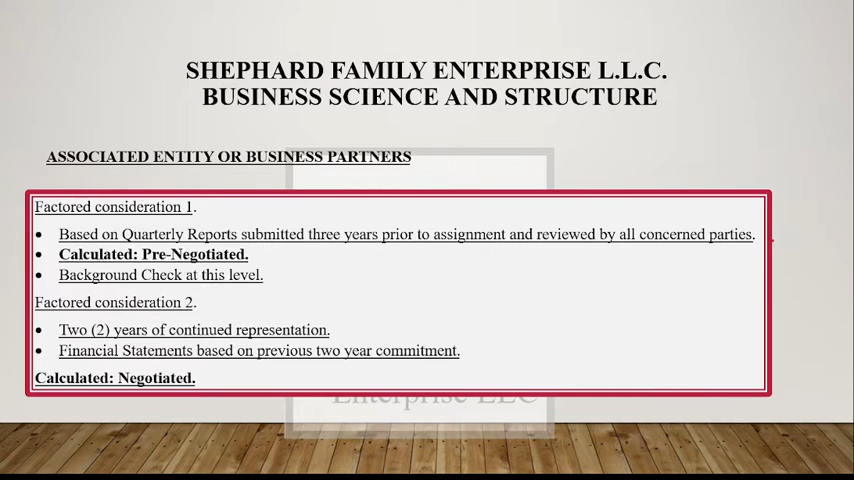 SHEPHARD FAMILY ENTERPRISE L.L.C.
BUSINESS SCIENCE AND STRUCTURE
ASSOCIATED ENTITY OR BUSINESS PARTNERS
Factored consideration 1.
• Based on Quarterly Reports submitted three years prior to assignment and reviewed by all concerned parties.
• Calculated: Pre-Negotiated.
• Background Check at this level.
Factored consideration 2.
• Two (2) years of continued representation.
• Financial Statements based on previous two year commitment.
Calculated: Negotiated.
Enterprise LLC